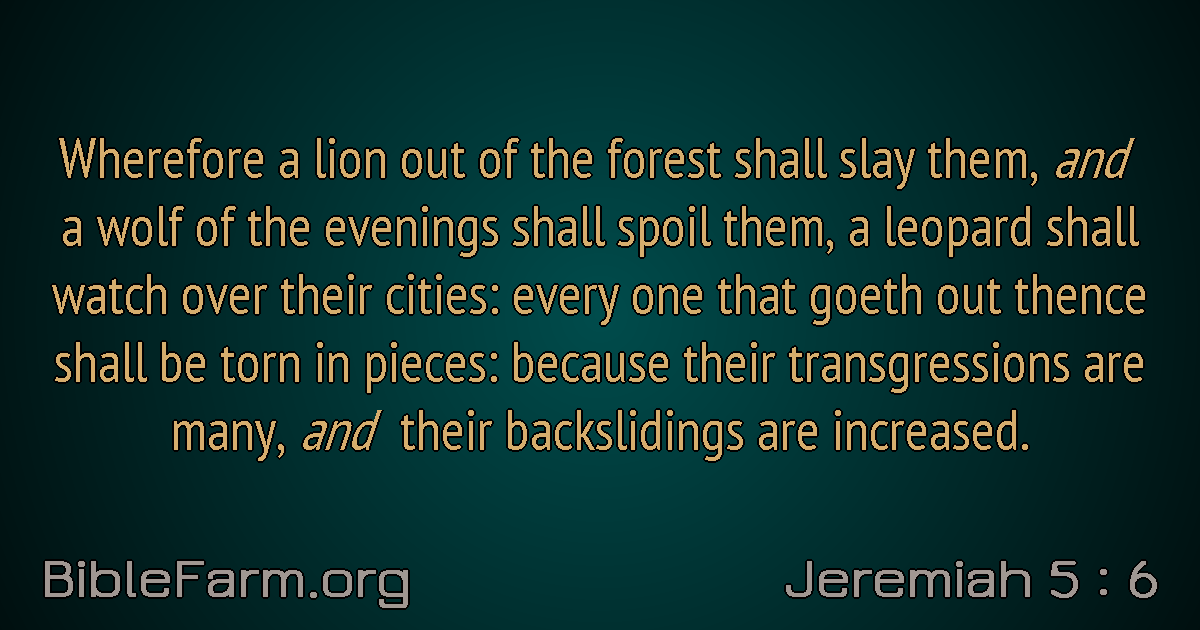 Wherefore a lion out of the forest shall slay them, and
a wolf of the evenings shall spoil them, a leopard shall
watch over their cities: every one that goeth out thence
shall be torn in pieces: because their transgressions are
many, and their backslidings are increased.
BibleFarm.org
Jeremiah 5 : 6